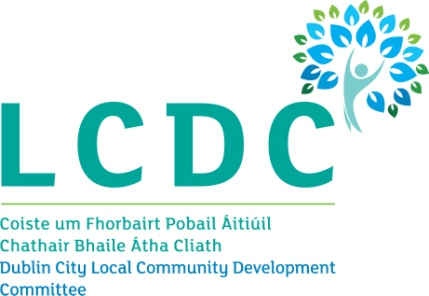 LCDC
Coiste um Fhorbairt Pobail Áitiúil
Chathair Bhaile Átha Cliath
Dublin City Local Community Development
Committee